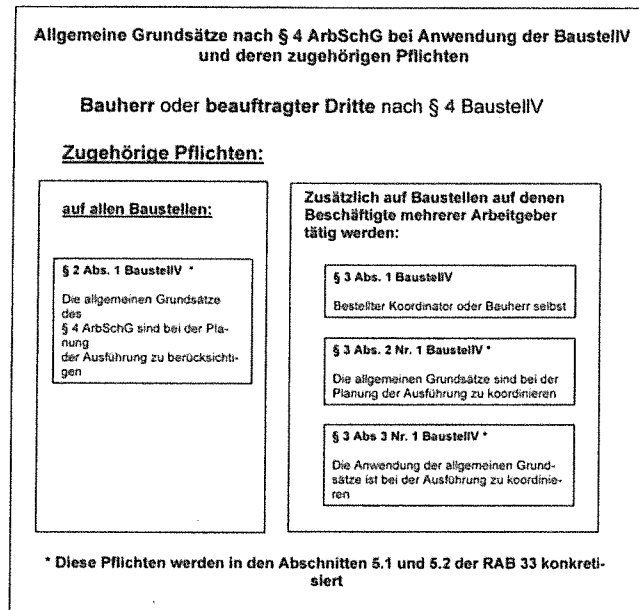 Allgemeine Grundsätze nach § 4 ArbSchG bei Anwendung der BaustellV
und deren zugehörigen Pflichten
Bauherr oder beauftragter Dritte nach § 4 BaustellV
Zugehörige Pflichten:
auf allen Baustellen:
§ 2 Abs. 1 BaustellV *
Die allgemeinen Grundsätze
des
§ 4 ArbSchG sind bei der Pla-
nung
der Ausführung zu berücksichti-
gen
Zusätzlich auf Baustellen auf denen
Beschäftigte mehrerer Arbeitgeber
tätig werden:
§ 3 Abs. 1 BaustellV
Bestellter Koordinator oder Bauherr selbst
§ 3 Abs. 2 Nr. 1 BaustellV *
Die allgemeinen Grundsätze sind bei der
Planung der Ausführung zu koordinieren
§ 3 Abs 3 Nr. 1 BaustellV *
Die Anwendung der allgemeinen Grund-
sätze ist bei der Ausführung zu koordinie-
ren
* Diese Pflichten werden in den Abschnitten 5.1 und 5.2 der RAB 33 konkreti-
siert